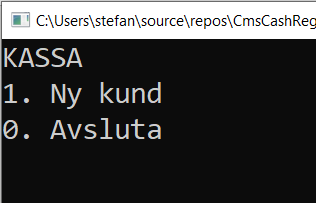 C:\Users\stefan\source\repos\CmsCashReg
KASSA
1. Ny kund
0. Avsluta